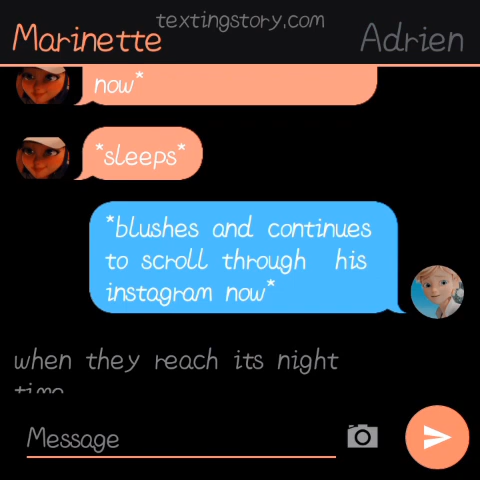 textingstory.com
Marinette
Adrien
now*
*sleeps*
*blushes and continues
to scroll through his
instagram now*
when they reach its night
time
Message